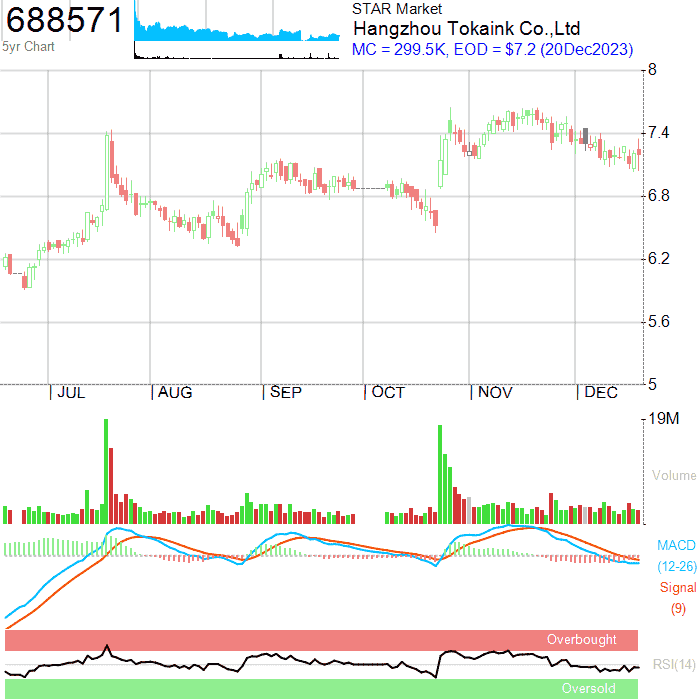 688571
5yr Chart
STAR Market
Hangzhou Tokaink Co.,Ltd
MC = 299.5K, EOD = $7.2 (20Dec2023)
8
7.4
6.8
6.2
5.6
5
JUL AUG SEP OCT NOV DEC
19M
Volume
MACD
(12-26)
Signal
(9)
Overbought
RSI(14)
Oversold